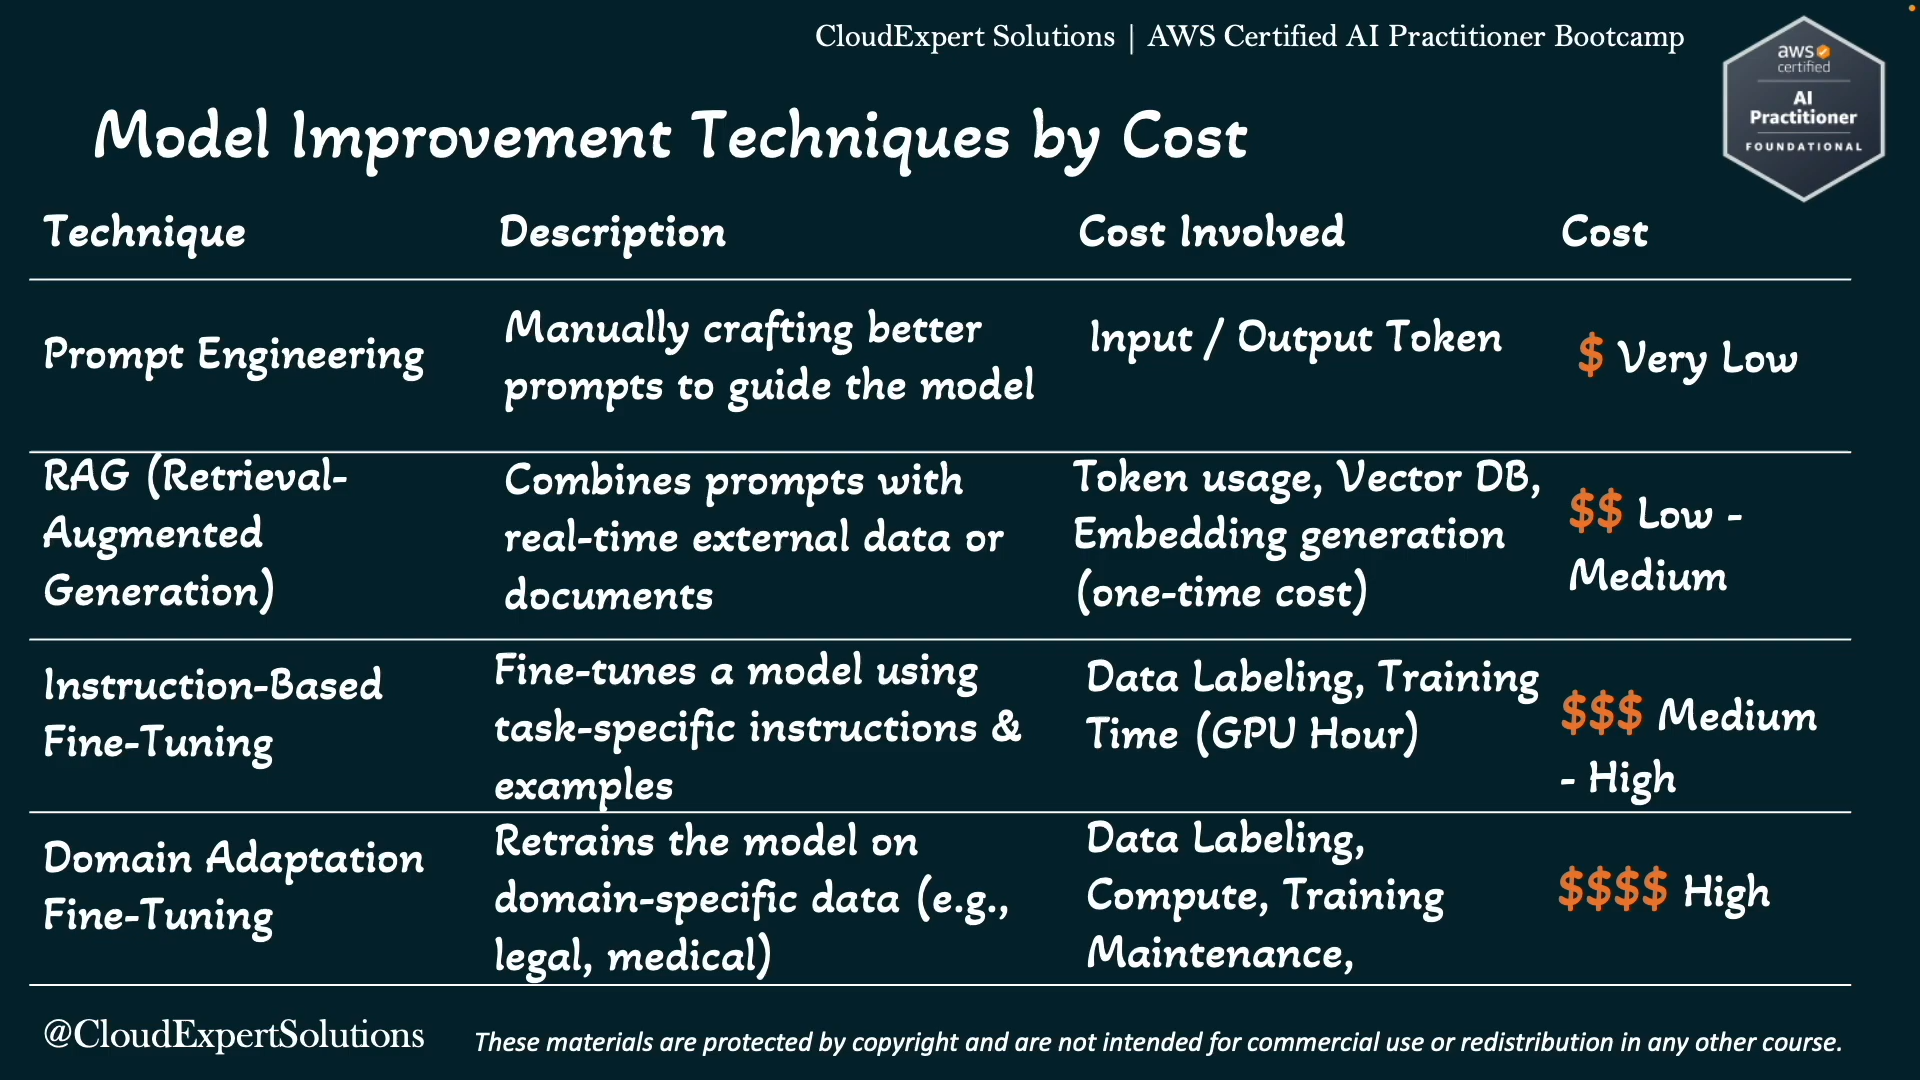 CloudExpert Solutions | AWS Certified AI Practitioner Bootcamp
aws
certified
AI
Practitioner
FOUNDATIONAL
Model Improvement Techniques by Cost
Technique
Description
Cost Involved
Cost
Prompt Engineering
Manually crafting better
prompts to guide the model
Input / Output Token
$ Very Low
RAG (Retrieval-
Augmented
Generation)
Combines prompts with
real-time external data or
documents
Token usage, Vector DB,
Embedding generation
(one-time cost)
$$ Low -
Medium
Instruction-Based
Fine-Tuning
Fine-tunes a model using
task-specific instructions &
examples
Data Labeling, Training
Time (GPU Hour)
$$$ Medium
- High
Domain Adaptation
Fine-Tuning
Retrains the model on
domain-specific data (e.g.,
legal, medical)
Data Labeling,
Compute, Training
Maintenance,
$$$$ High
@CloudExpertSolutions
These materials are protected by copyright and are not intended for commercial use or redistribution in any other course.